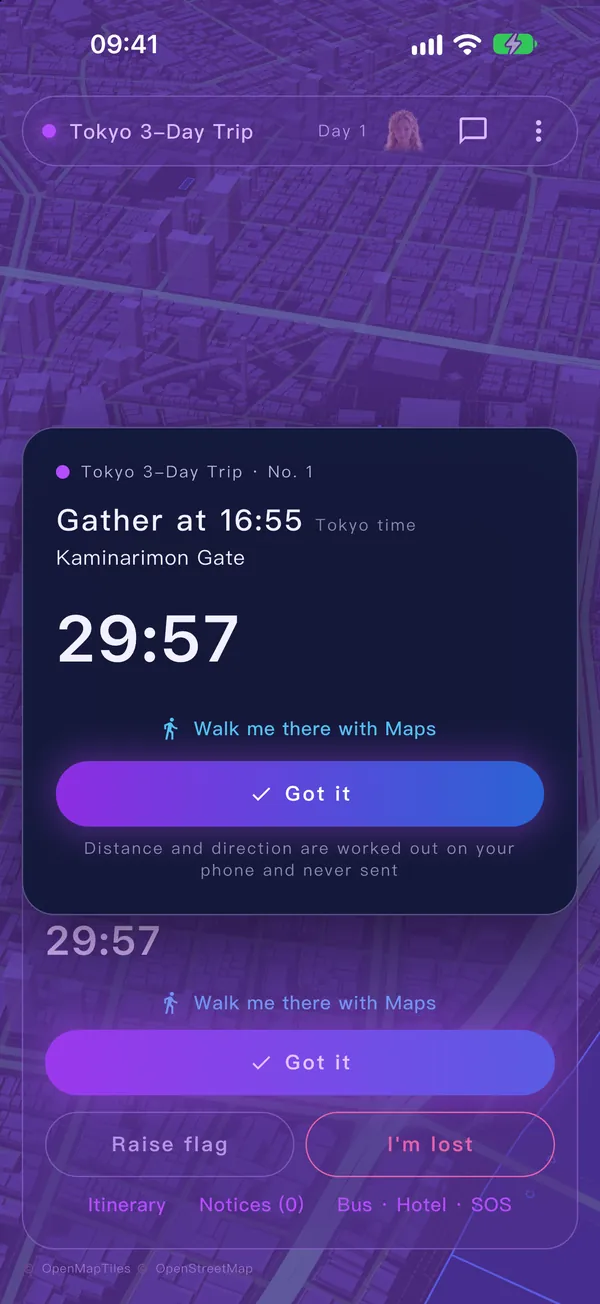 09:41
Tokyo 3–Day Trip
Day 1
Tokyo 3–Day Trip · No. 1
Gather at 16:55 Tokyo time
Kaminarimon Gate
29:57
Walk me there with Maps
Got it
Distance and direction are worked out on your
phone and never sent
29:57
Walk me there with Maps
Got it
Raise flag
I'm lost
Itinerary Notices (0) Bus · Hotel · SOS
© OpenMapTiles © OpenStreetMap